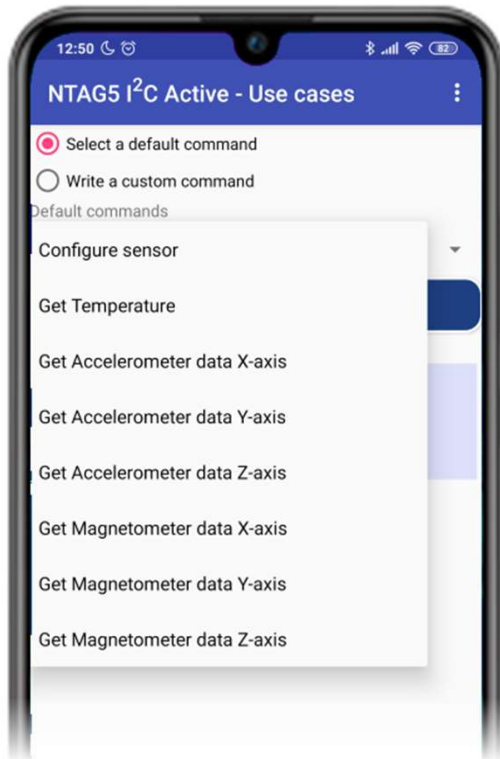 12:50
82
NTAG5 I²C Active - Use cases
Select a default command
Write a custom command
Default commands
Configure sensor
Get Temperature
Get Accelerometer data X-axis
Get Accelerometer data Y-axis
Get Accelerometer data Z-axis
Get Magnetometer data X-axis
Get Magnetometer data Y-axis
Get Magnetometer data Z-axis